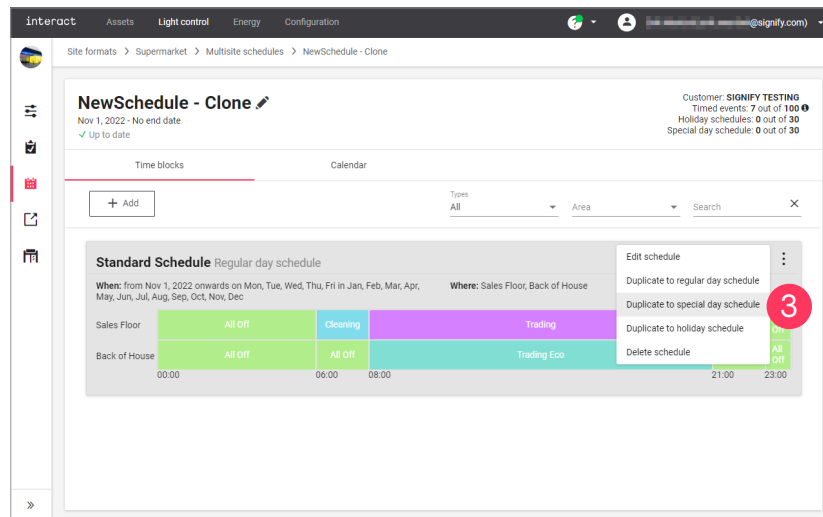 interact Assets Light control Energy Configuration ? @signify.com)
Site formats > Supermarket > Multisite schedules > NewSchedule - Clone
NewSchedule - Clone
Nov 1, 2022 - No end date
✓ Up to date
Customer: SIGNIFY TESTING
Timed events: 7 out of 100
Holiday schedules: 0 out of 30
Special day schedule: 0 out of 30
Time blocks Calendar
+ Add
Types
All
Area
Search
Standard Schedule Regular day schedule
When: from Nov 1, 2022 onwards on Mon, Tue, Wed, Thu, Fri in Jan, Feb, Mar, Apr,
May, Jun, Jul, Aug, Sep, Oct, Nov, Dec
Where: Sales Floor, Back of House
Edit schedule
Duplicate to regular day schedule
Duplicate to special day schedule
Duplicate to holiday schedule
Delete schedule
3
Sales Floor All Off Cleaning Trading Off
Back of House All Off All Off Trading Eco All
Off
00:00 06:00 08:00 21:00 23:00